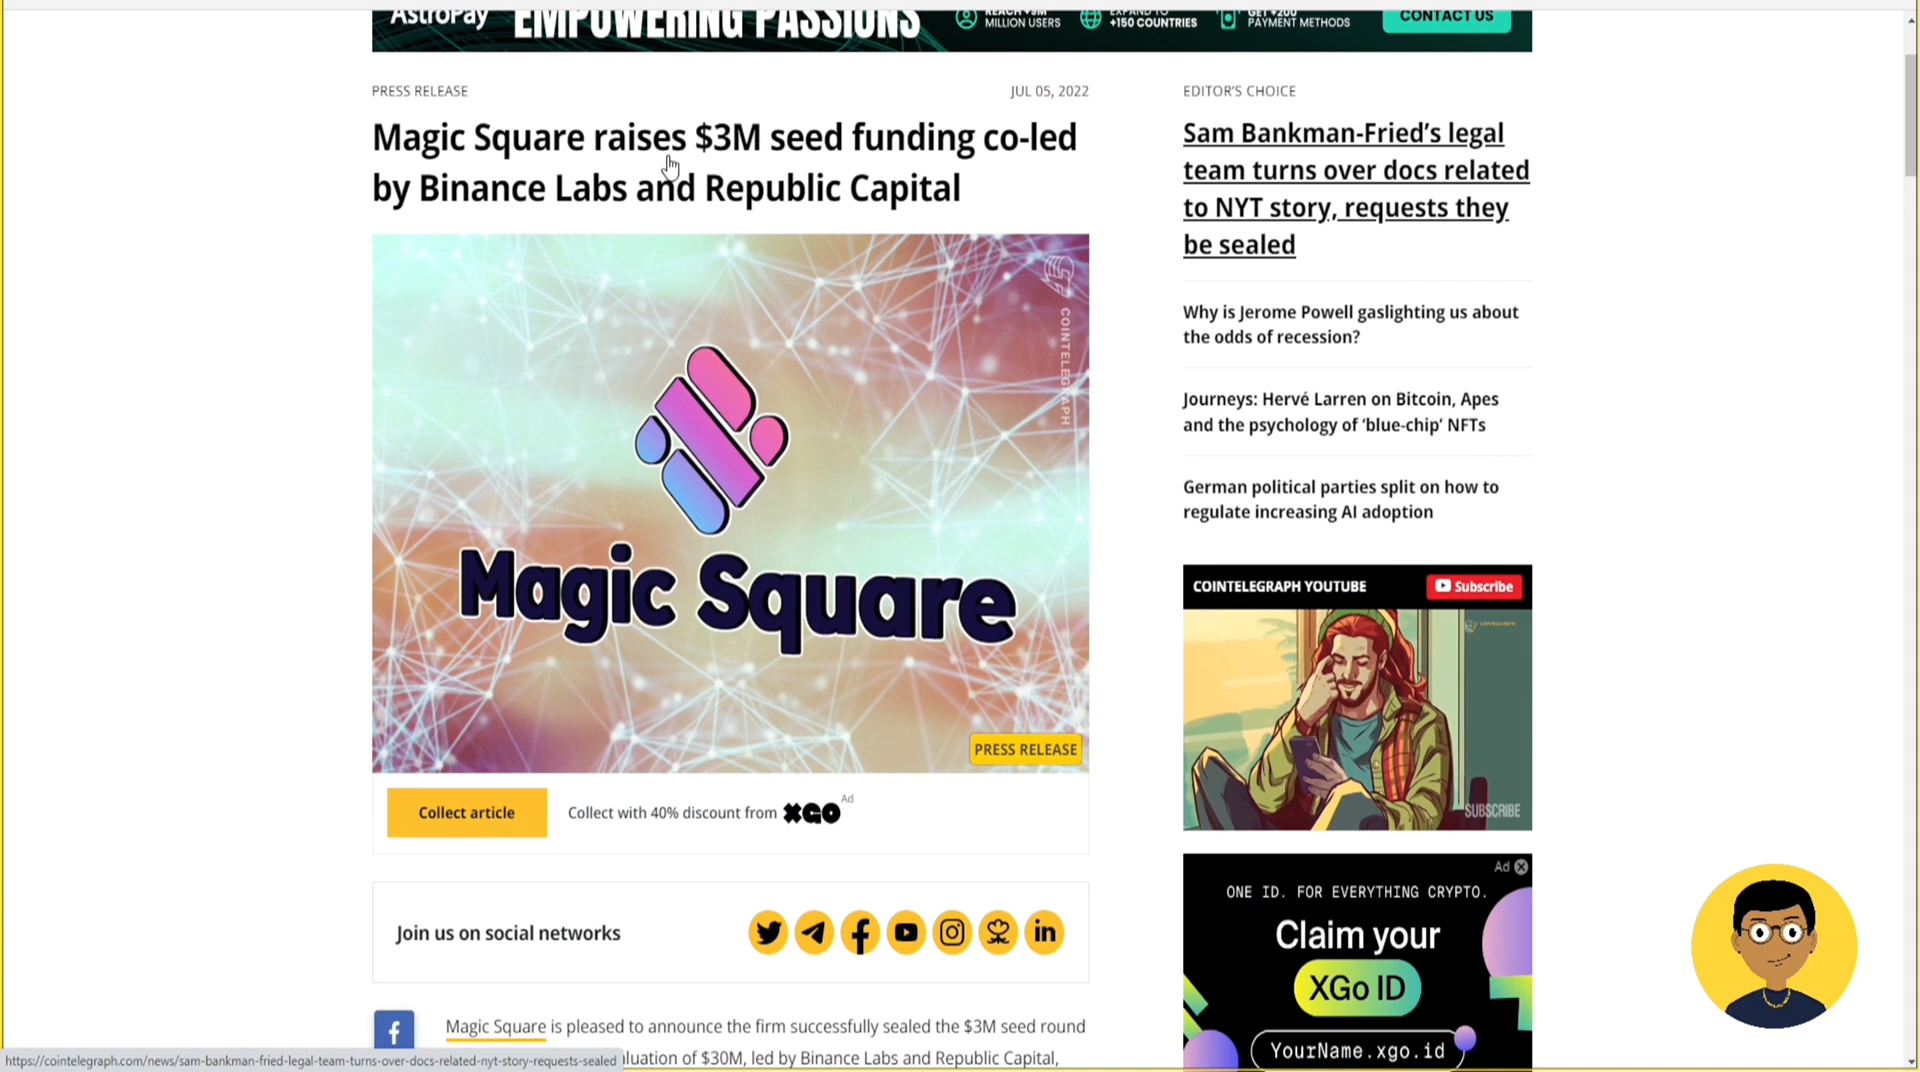 AstroPay
EMPOWERING PASSIONS
MILLION USERS
EXPAND TO
+150 COUNTRIES
GET +200
PAYMENT METHODS
CONTACT US
PRESS RELEASE
JUL 05, 2022
Magic Square raises $3M seed funding co-led
by Binance Labs and Republic Capital
COINTELEGRAPH
Magic Square
PRESS RELEASE
Collect article
Collect with 40% discount from XGO
Ad
Join us on social networks
Magic Square is pleased to announce the firm successfully sealed the $3M seed round
luation of $30M, led by Binance Labs and Republic Capital,
https://cointelegraph.com/news/sam-bankman-fried-legal-team-turns-over-docs-related-nyt-story-requests-sealed
EDITOR'S CHOICE
Sam Bankman-Fried's legal
team turns over docs related
to NYT story, requests they
be sealed
Why is Jerome Powell gaslighting us about
the odds of recession?
Journeys: Hervé Larren on Bitcoin, Apes
and the psychology of ‘blue-chip’ NFTs
German political parties split on how to
regulate increasing AI adoption
COINTELEGRAPH YOUTUBE
Subscribe
COINTELEGRAPH
SUBSCRIBE
Ad
ONE ID. FOR EVERYTHING CRYPTO.
Claim your
XGo ID
YourName.xgo.id